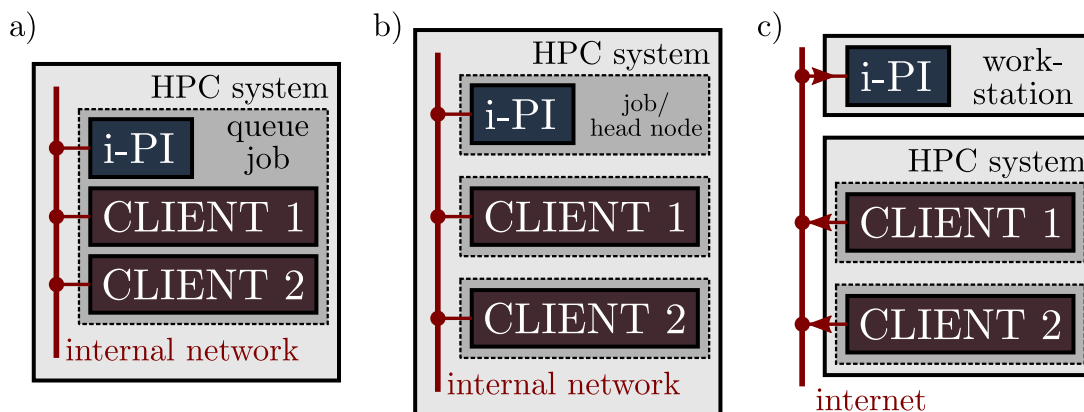 a)
HPC system
i-PI
queue
job
CLIENT 1
CLIENT 2
internal network
b)
HPC system
i-PI
job/
head node
CLIENT 1
CLIENT 2
internal network
c)
i-PI
work-
station
HPC system
CLIENT 1
CLIENT 2
internet